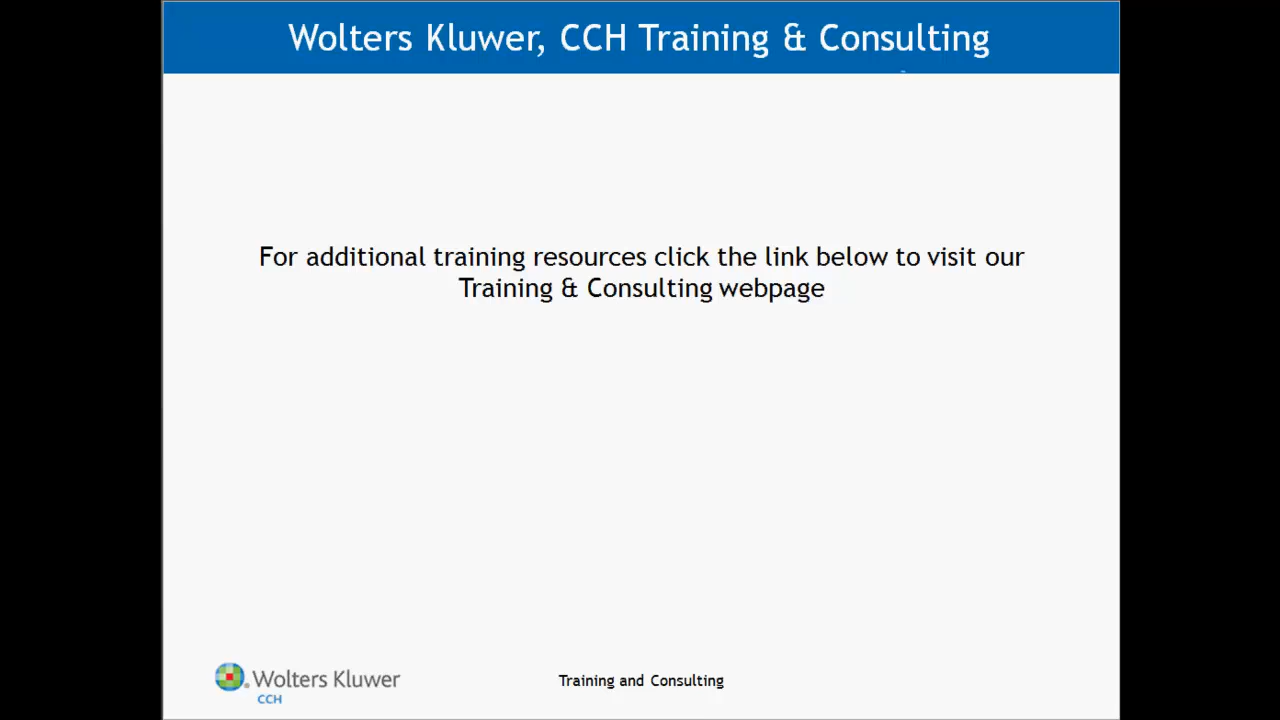 Wolters Kluwer, CCH Training & Consulting
For additional training resources click the link below to visit our
Training & Consulting webpage
Wolters Kluwer
CCH
Training and Consulting